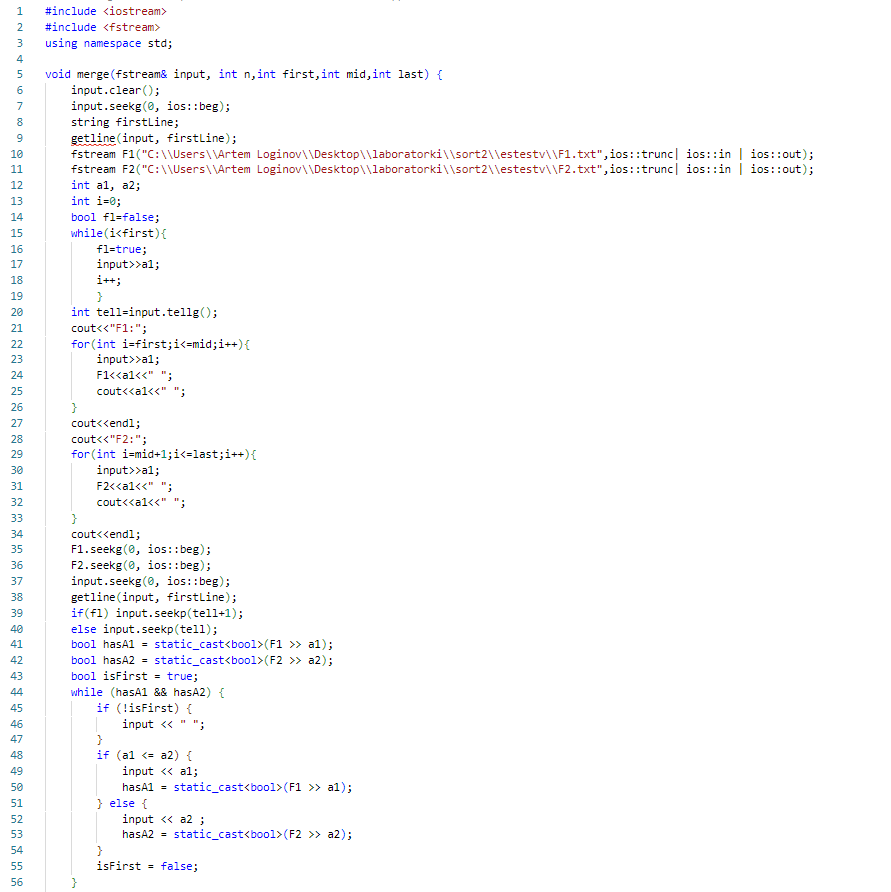 1 #include <iostream>
2 #include <fstream>
3 using namespace std;
4
5 void merge(fstream& input, int n,int first,int mid,int last) {
6 input.clear();
7 input.seekg(0, ios::beg);
8 string firstLine;
9 getline(input, firstLine);
10 fstream F1("C:\\Users\\Artem Loginov\\Desktop\\laboratorki\\sort2\\estestv\\F1.txt",ios::trunc| ios::in | ios::out);
11 fstream F2("C:\\Users\\Artem Loginov\\Desktop\\laboratorki\\sort2\\estestv\\F2.txt",ios::trunc| ios::in | ios::out);
12 int a1, a2;
13 int i=0;
14 bool fl=false;
15 while(i<first){
16 fl=true;
17 input>>a1;
18 i++;
19 }
20 int tell=input.tellg();
21 cout<<"F1:";
22 for(int i=first;i<=mid;i++){
23 input>>a1;
24 F1<<a1<<" ";
25 cout<<a1<<" ";
26 }
27 cout<<endl;
28 cout<<"F2:";
29 for(int i=mid+1;i<=last;i++){
30 input>>a1;
31 F2<<a1<<" ";
32 cout<<a1<<" ";
33 }
34 cout<<endl;
35 F1.seekg(0, ios::beg);
36 F2.seekg(0, ios::beg);
37 input.seekg(0, ios::beg);
38 getline(input, firstLine);
39 if(fl) input.seekp(tell+1);
40 else input.seekp(tell);
41 bool hasA1 = static_cast<bool>(F1 >> a1);
42 bool hasA2 = static_cast<bool>(F2 >> a2);
43 bool isFirst = true;
44 while (hasA1 && hasA2) {
45 if (!isFirst) {
46 input << " ";
47 }
48 if (a1 <= a2) {
49 input << a1;
50 hasA1 = static_cast<bool>(F1 >> a1);
51 } else {
52 input << a2 ;
53 hasA2 = static_cast<bool>(F2 >> a2);
54 }
55 isFirst = false;
56 }